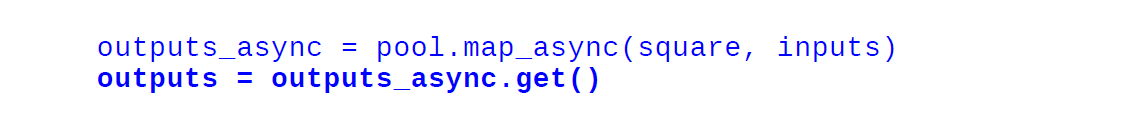 outputs_async = pool.map_async(square, inputs)
outputs = outputs_async.get()